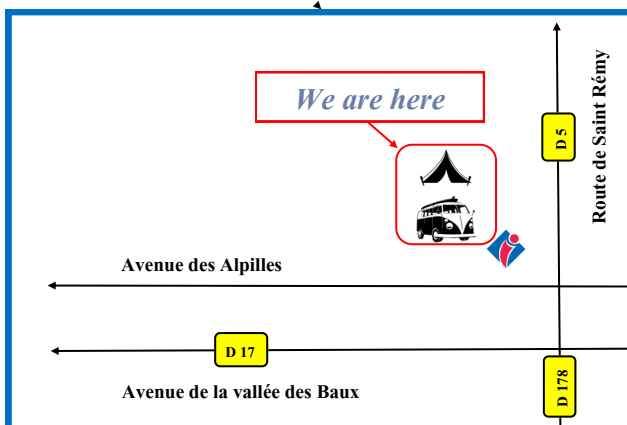 We are here
D 5
Route de Saint Rémy
Avenue des Alpilles
D 17
Avenue de la vallée des Baux
D 178